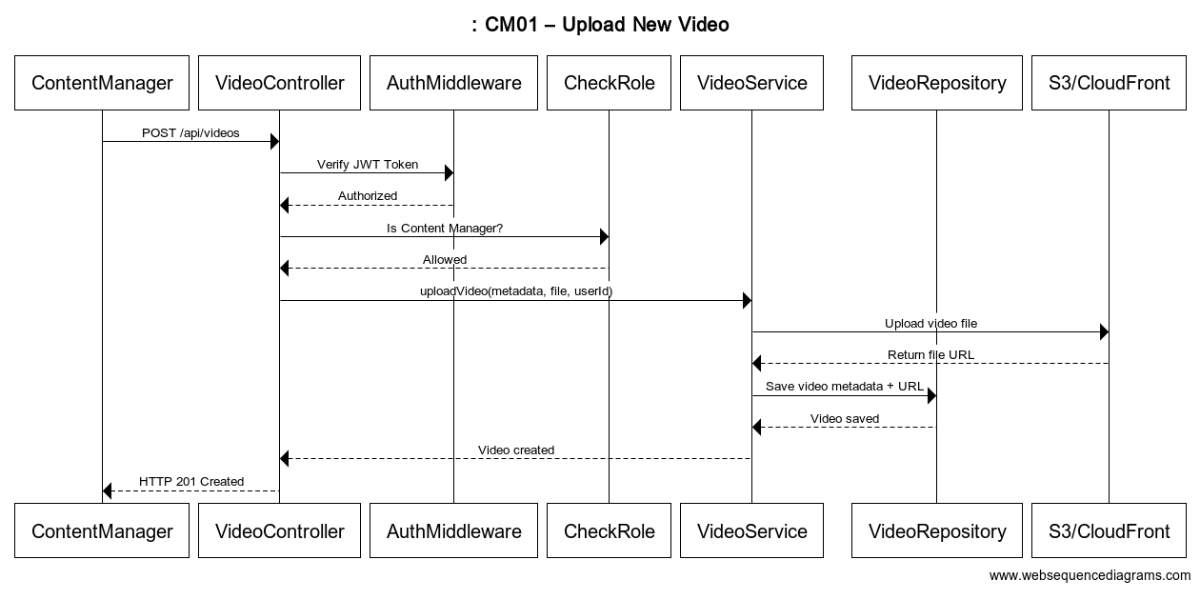 : CM01 – Upload New Video
ContentManager VideoController AuthMiddleware CheckRole VideoService VideoRepository S3/CloudFront
POST /api/videos
Verify JWT Token
Authorized
Is Content Manager?
Allowed
uploadVideo(metadata, file, userId)
Upload video file
Return file URL
Save video metadata + URL
Video saved
Video created
HTTP 201 Created
ContentManager VideoController AuthMiddleware CheckRole VideoService VideoRepository S3/CloudFront
www.websequencediagrams.com